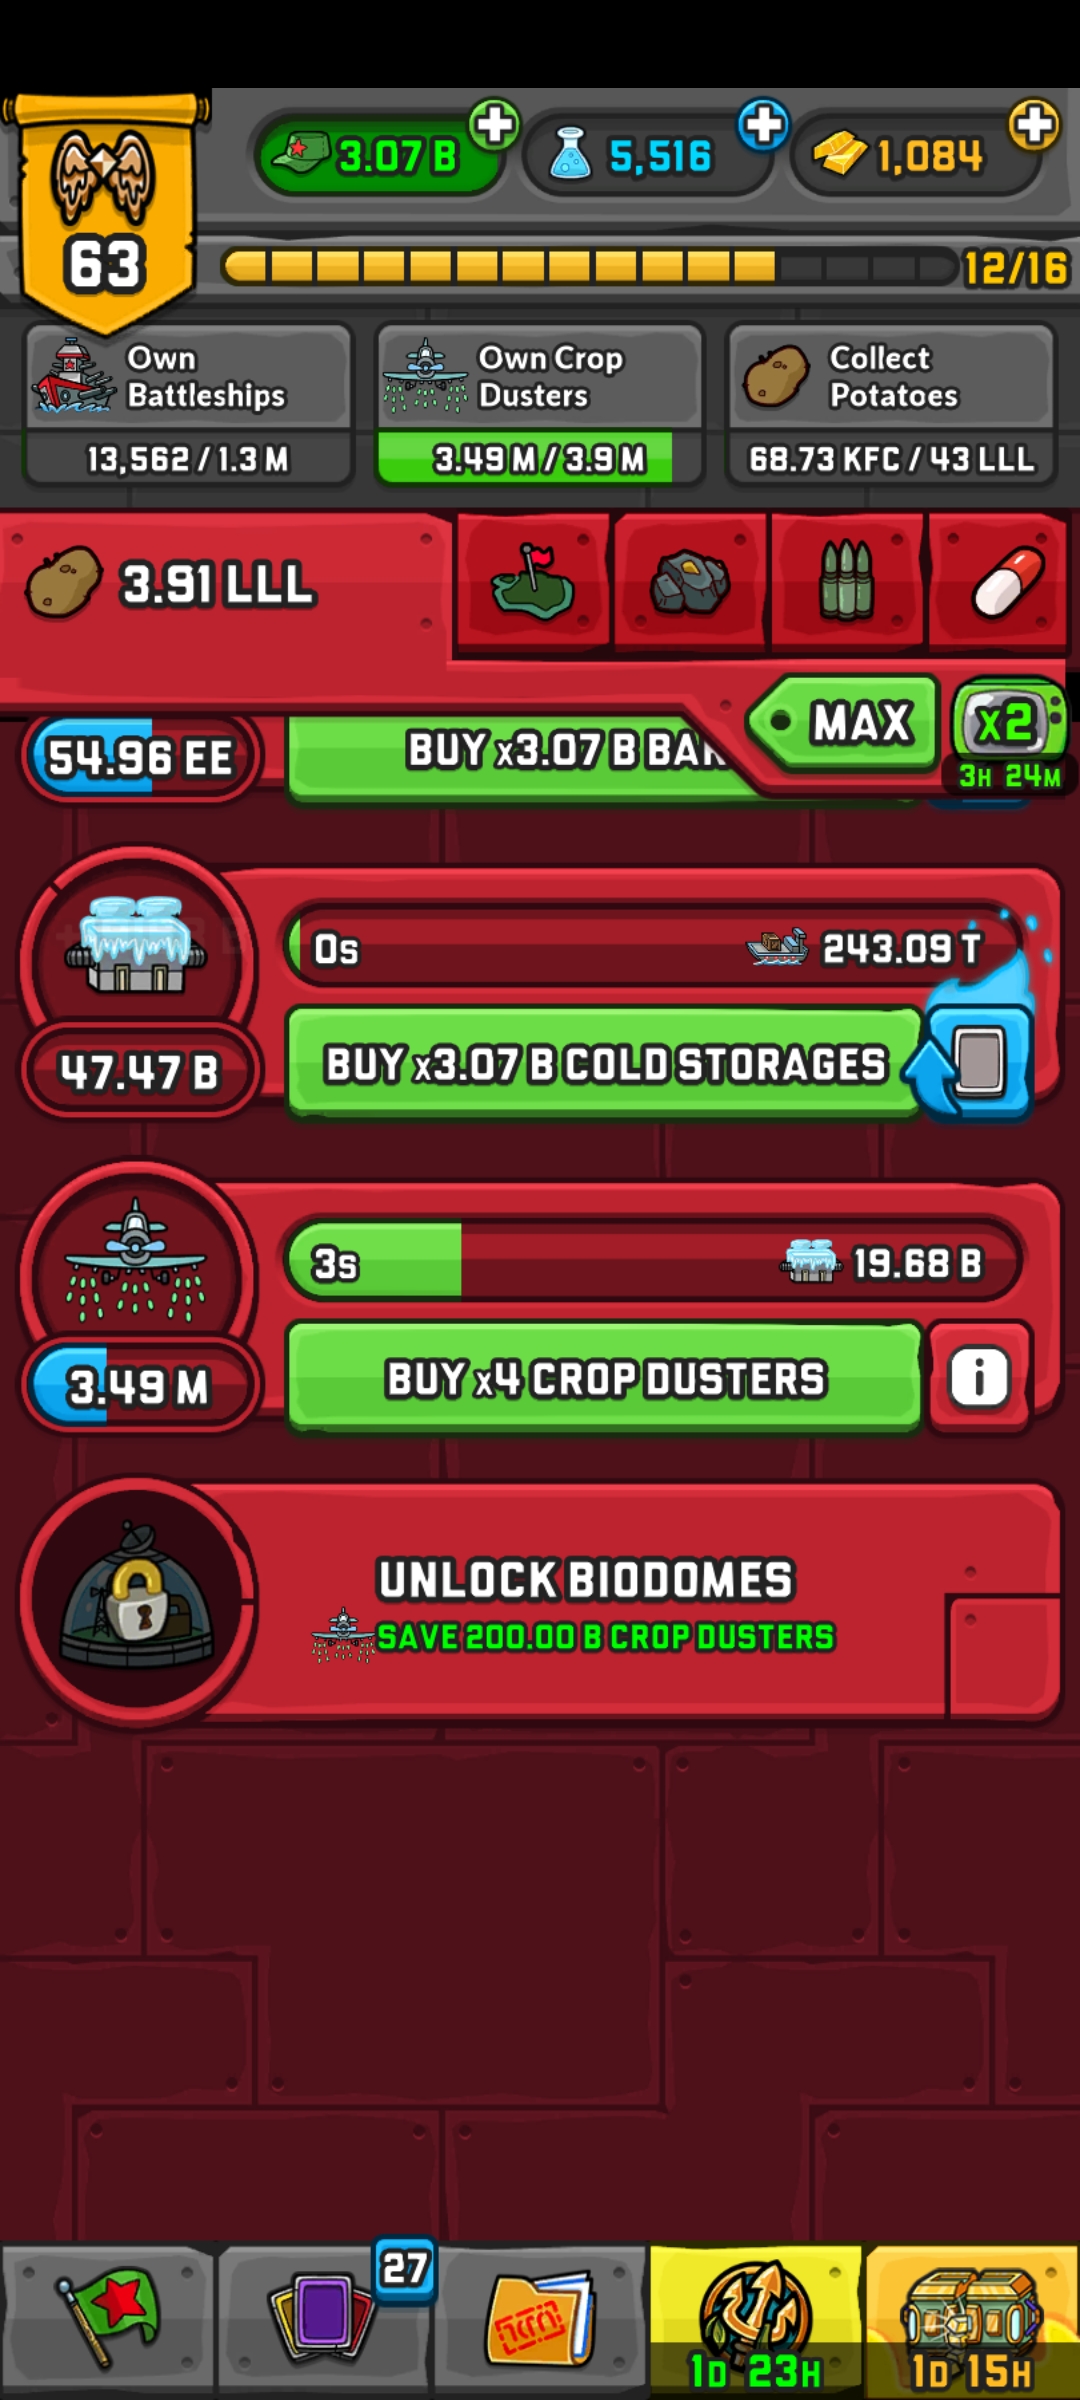 3.07 B
5,516
1,084
63
12/16
Own
Battleships
13,562 / 1.3 M
Own Crop
Dusters
3.49 M / 3.9 M
Collect
Potatoes
68.73 KFC / 43 LLL
3.91 LLL
MAX
x2
3H 24M
54.96 EE
BUY x3.07 B
0s
243.09 T
47.47 B
BUY x3.07 B COLD STORAGES
3s
19.68 B
3.49 M
BUY x4 CROP DUSTERS
i
UNLOCK BIODOMES
SAVE 200.00 B CROP DUSTERS
27
1D 23H
1D 15H